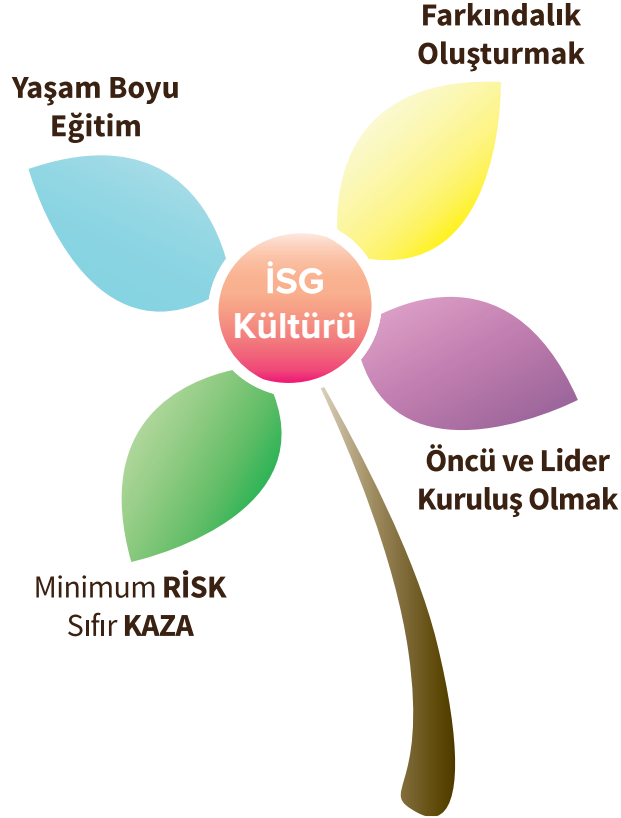 Farkındalık
Oluşturmak
Yaşam Boyu
Eğitim
İSG
Kültürü
Öncü ve Lider
Kuruluş Olmak
Minimum RİSK
Sıfır KAZA